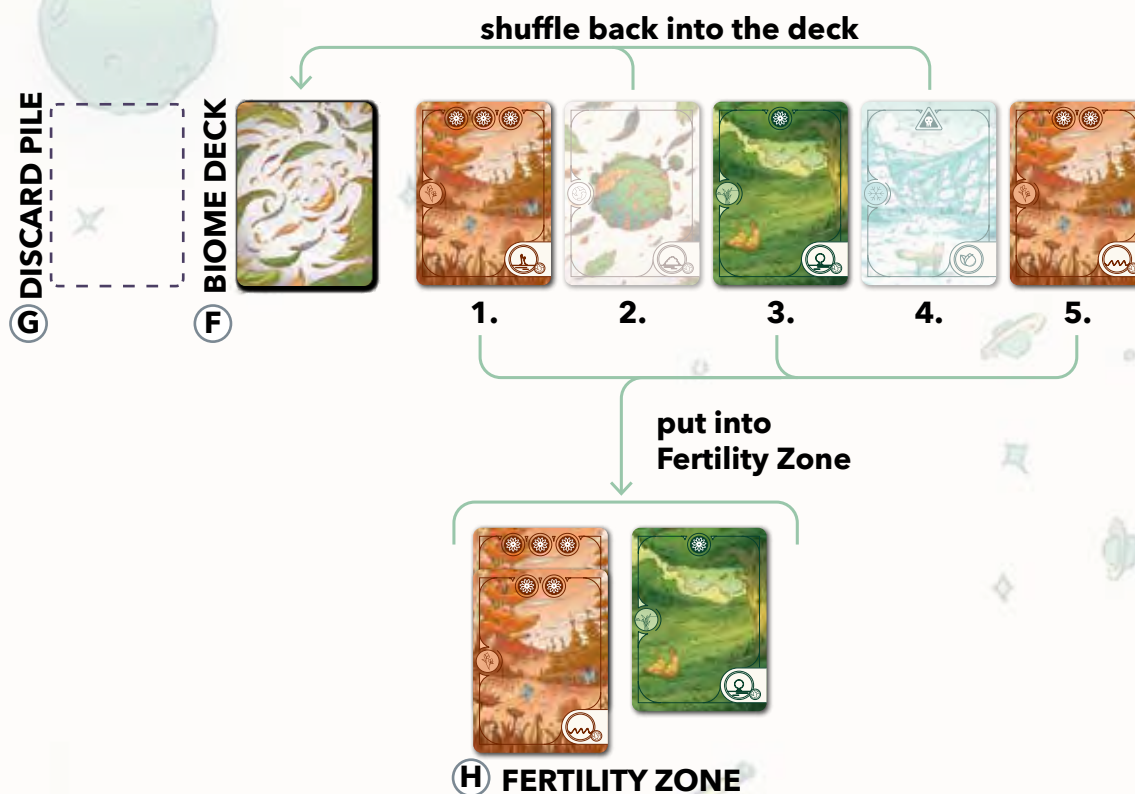 shuffle back into the deck
G DISCARD PILE
F BIOME DECK
1.
2.
3.
4.
5.
put into
Fertility Zone
H FERTILITY ZONE